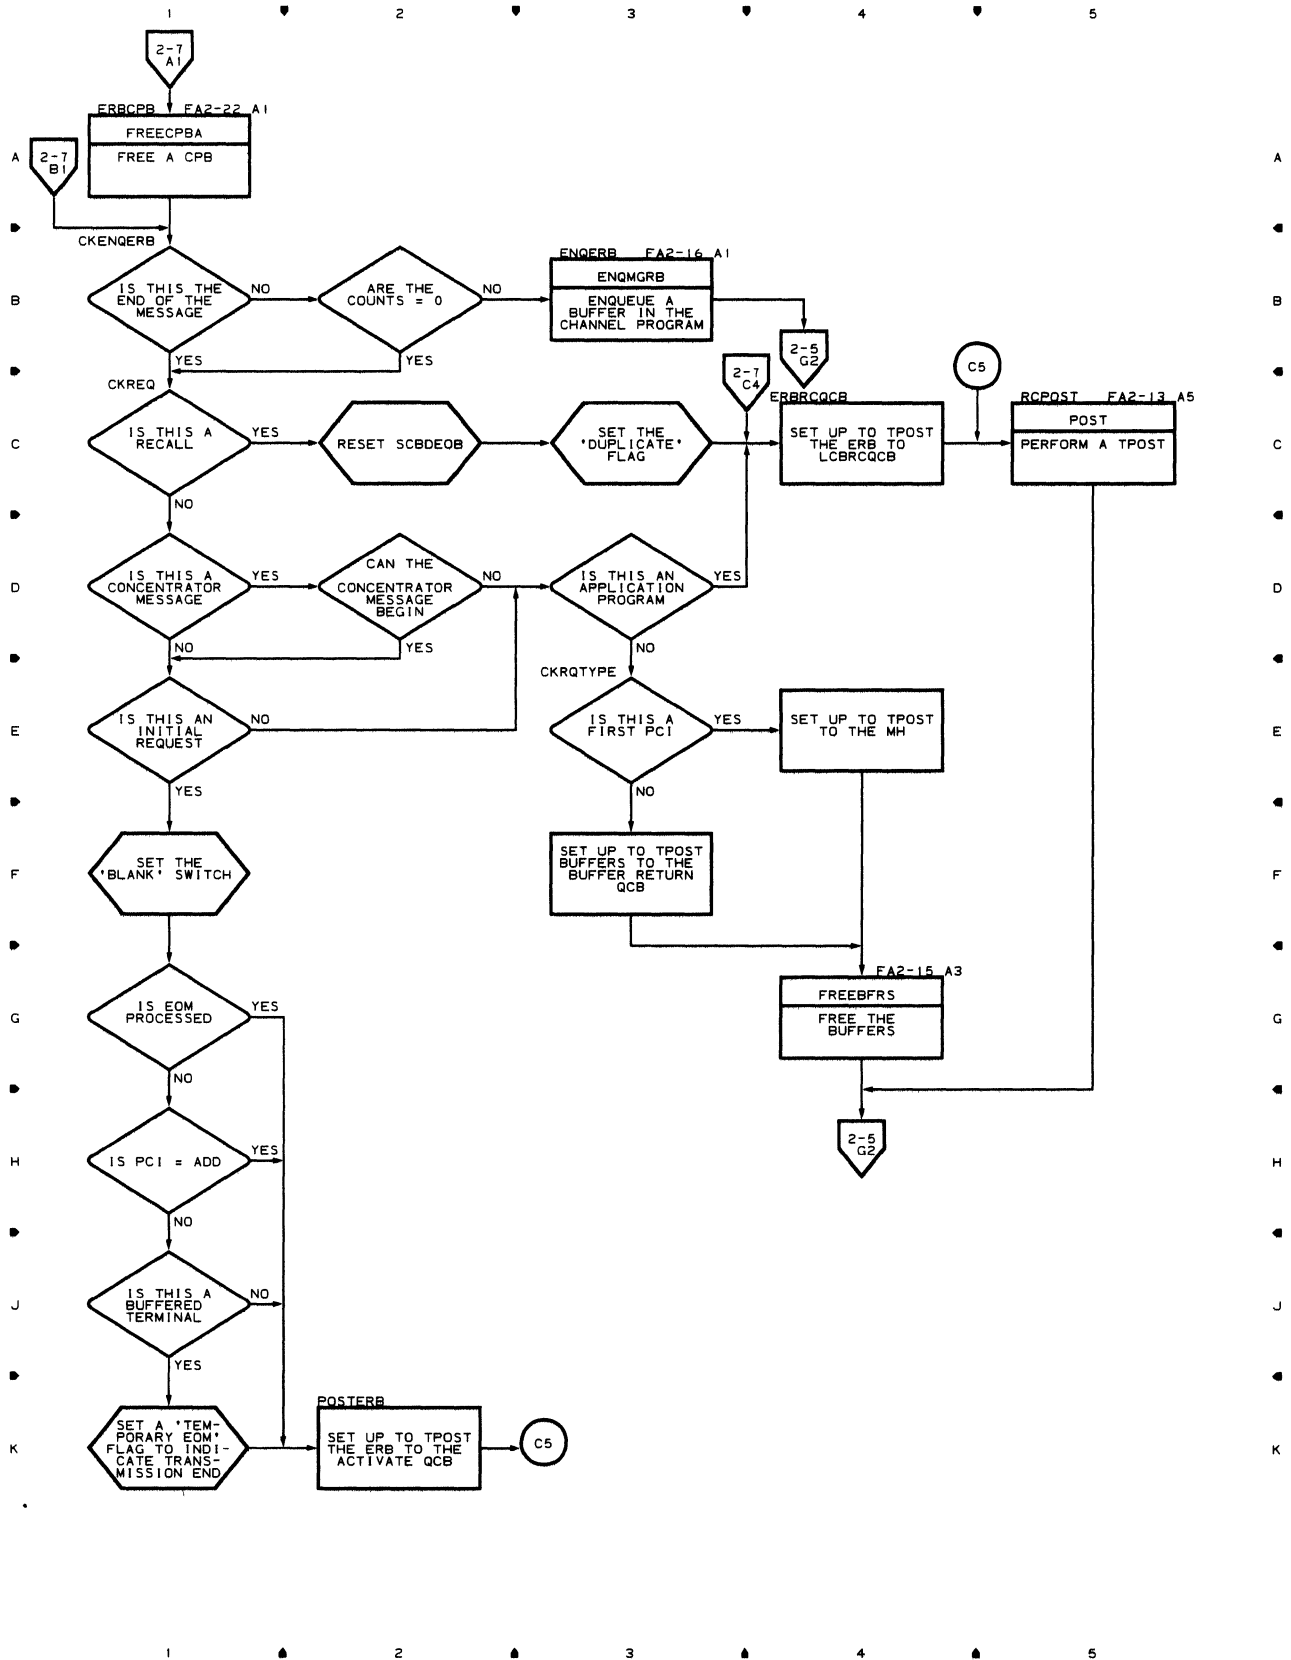 1 2 3 4 5
2-7
A1
ERBCPB FA2-22 A1
FREECPBA
FREE A CPB
A A
2-7
B1
CKENQERB
IS THIS THE
END OF THE
MESSAGE
NO
YES
ARE THE
COUNTS = 0
NO
YES
ENQERB FA2-16 A1
ENQMGRB
ENQUEUE A
BUFFER IN THE
CHANNEL PROGRAM
B B
2-5
G2
2-7
C4
C5
CKREQ
IS THIS A
RECALL
YES
NO
RESET SCBDEOB
SET THE
'DUPLICATE'
FLAG
ERBRCQCB
SET UP TO TPOST
THE ERB TO
LCBRCQCB
RCPOST FA2-13 A5
POST
PERFORM A TPOST
C C
IS THIS A
CONCENTRATOR
MESSAGE
YES
NO
CAN THE
CONCENTRATOR
MESSAGE
BEGIN
NO
YES
IS THIS AN
APPLICATION
PROGRAM
YES
NO
D D
CKRQTYPE
IS THIS AN
INITIAL
REQUEST
NO
YES
IS THIS A
FIRST PCI
YES
NO
SET UP TO TPOST
TO THE MH
E E
SET THE
'BLANK' SWITCH
SET UP TO TPOST
BUFFERS TO THE
BUFFER RETURN
QCB
F F
IS EOM
PROCESSED
YES
NO
FA2-15 A3
FREEBFRS
FREE THE
BUFFERS
G G
IS PCI = ADD
YES
NO
2-5
G2
H H
IS THIS A
BUFFERED
TERMINAL
NO
YES
J J
SET A 'TEM-
PORARY EOM'
FLAG TO INDI-
CATE TRANS-
MISSION END
POSTERB
SET UP TO TPOST
THE ERB TO THE
ACTIVATE QCB
C5
K K
1 2 3 4 5